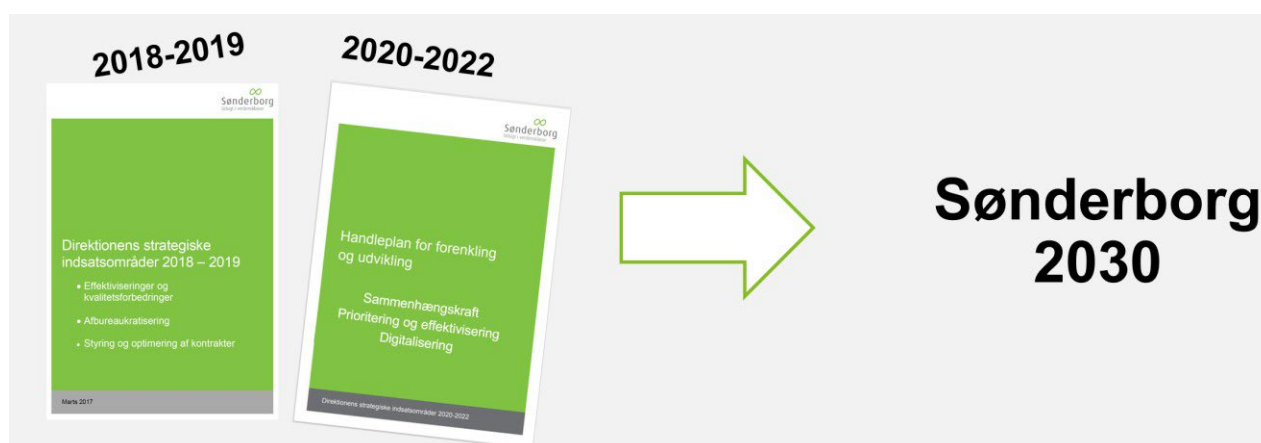 2018-2019
Sønderborg
Direktionens strategiske
indsatsområder 2018 – 2019
• Effektiviseringer og
kvalitetsforbedringer
• Afbureaukratisering
• Styring og optimering af kontrakter
Marts 2017
2020-2022
Sønderborg
Handleplan for forenkling
og udvikling
Sammenhængskraft
Prioritering og effektivisering
Digitalisering
Direktionens strategiske indsatsområder 2020-2022
Sønderborg
2030